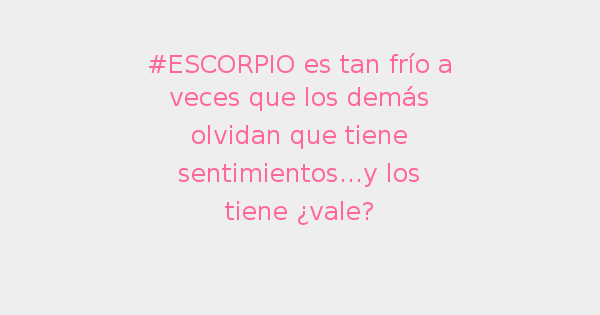 #ESCORPIO es tan frío a
veces que los demás
olvidan que tiene
sentimientos...y los
tiene ¿vale?